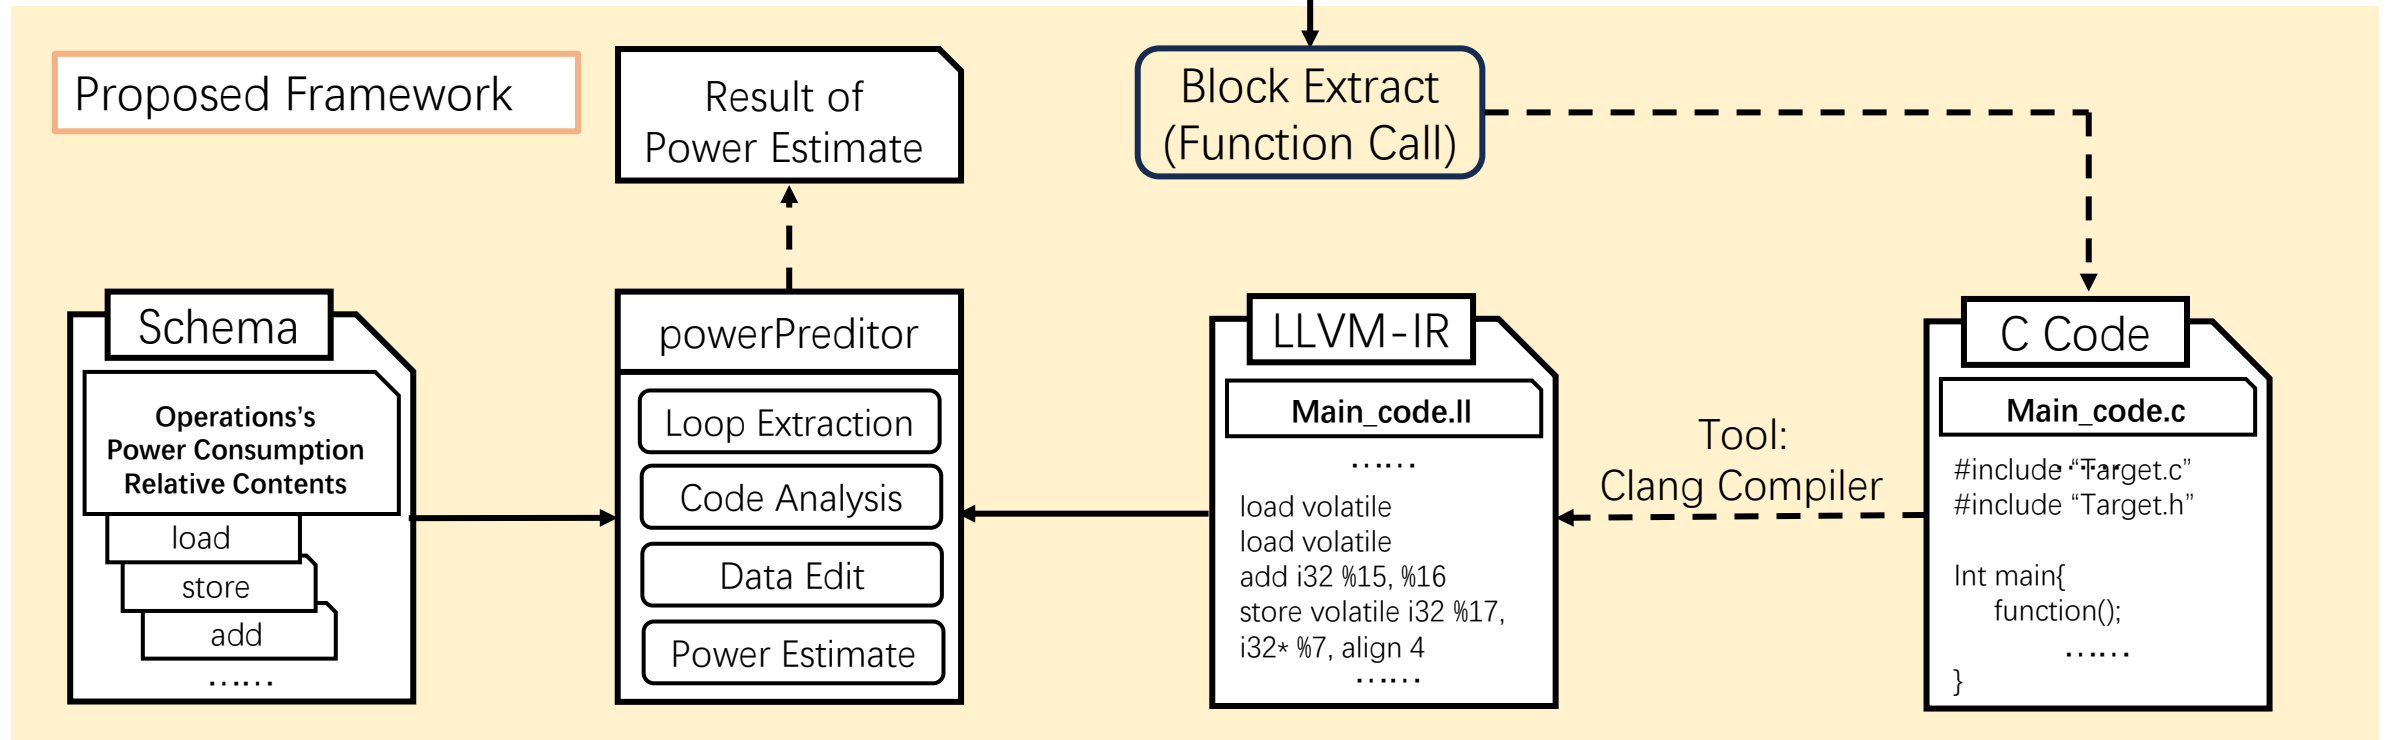 Proposed Framework
Result of
Power Estimate
Block Extract
(Function Call)
Schema
Operations's
Power Consumption
Relative Contents
load
store
add
……
powerPreditor
Loop Extraction
Code Analysis
Data Edit
Power Estimate
LLVM-IR
Main_code.ll
……
load volatile
load volatile
add i32 %15, %16
store volatile i32 %17,
i32* %7, align 4
……
Tool:
Clang Compiler
C Code
Main_code.c
……
#include “Target.c”
#include “Target.h”
Int main{
function();
……
}